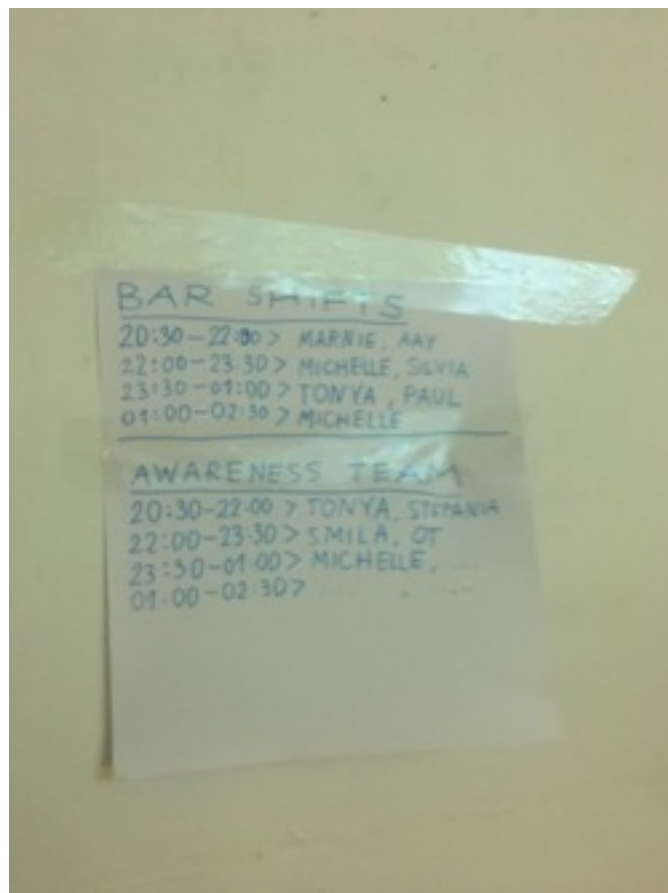 BAR SHIFTS
20:30-22:00 > MARNIE,
22:00-23:30 > MICHELLE, SILVIA
23:30-01:00 > TONYA, PAUL
01:00-02:30 > MICHELLE
AWARENESS TEAM
20:30-22:00 > TONYA, STEPANIA
22:00-23:30 > SMILA, OT
23:30-01:00 > MICHELLE,
01:00-02:30 >